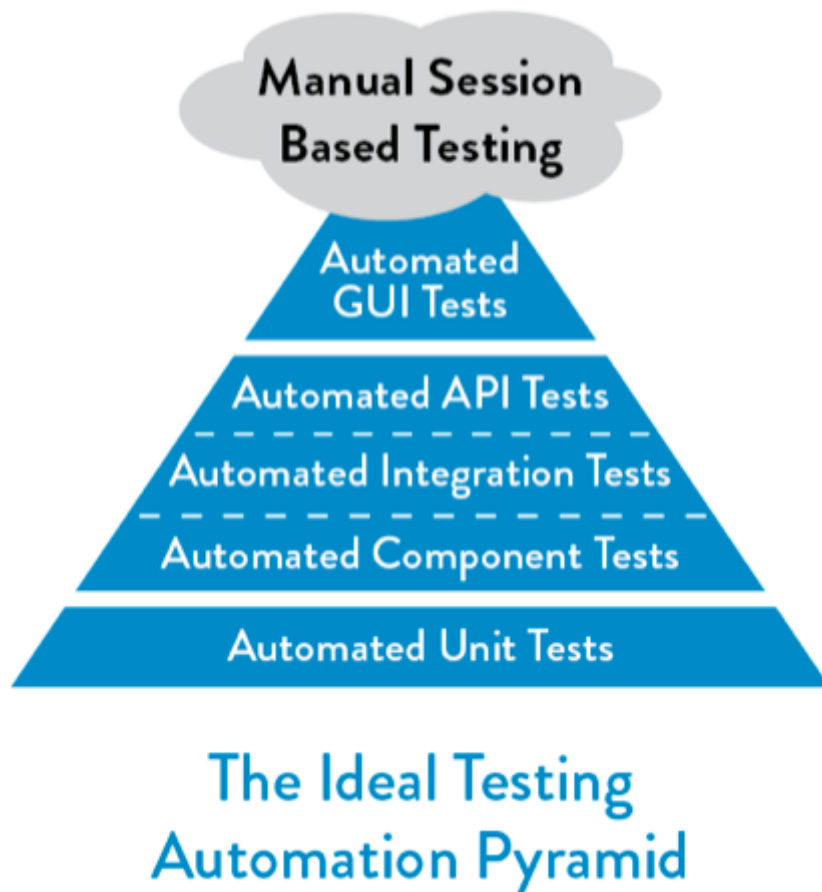 Manual Session
Based Testing
Automated
GUI Tests
Automated API Tests
Automated Integration Tests
Automated Component Tests
Automated Unit Tests
The Ideal Testing
Automation Pyramid